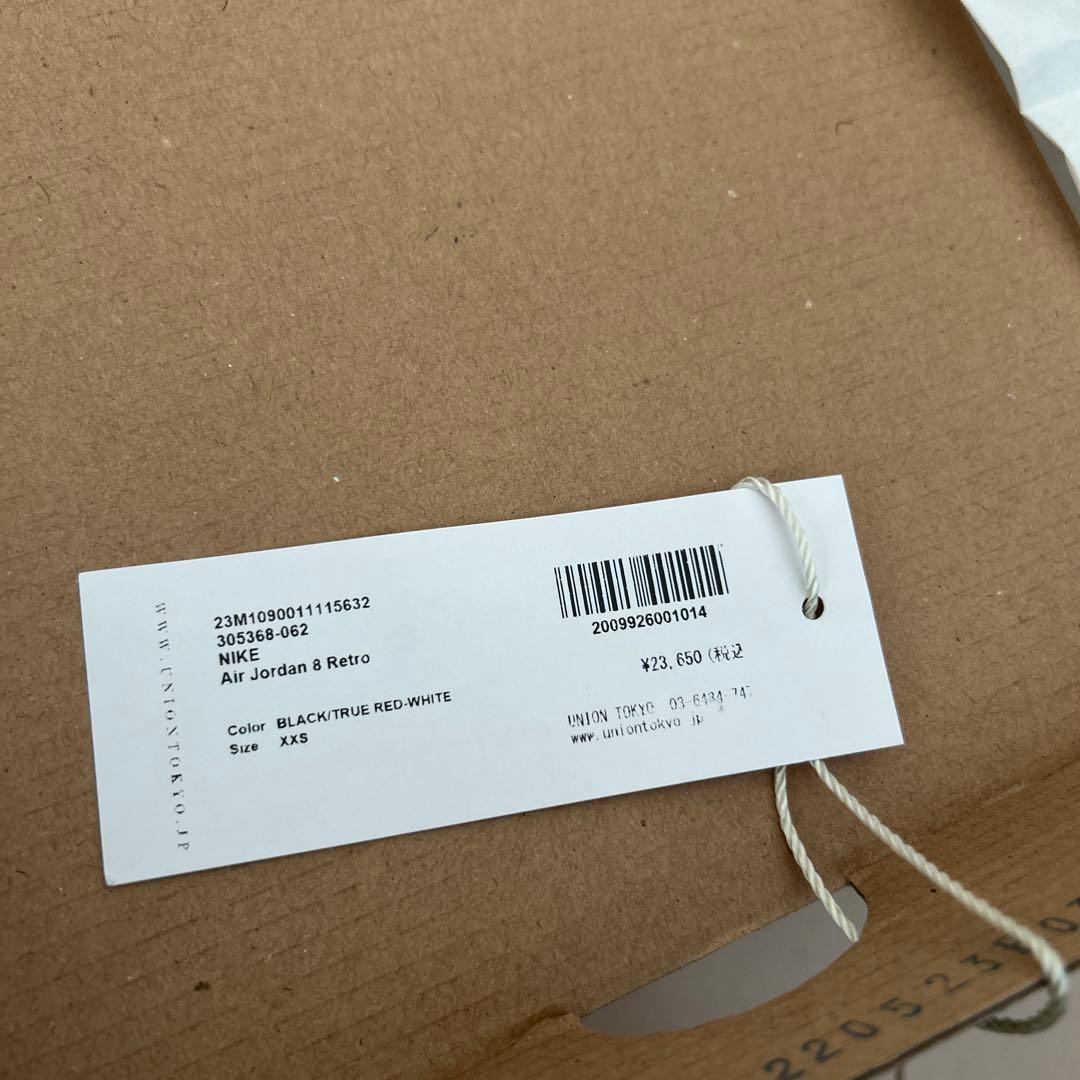 WWW.UNIONTOKYO.JP
23M1090011115632
305368-062
NIKE
Air Jordan 8 Retro
Color BLACK/TRUE RED-WHITE
Size XXS
2009926001014
¥23,650 (税込
UNION TOKYO 03-6434-
www.uniontokyo.jp
220523